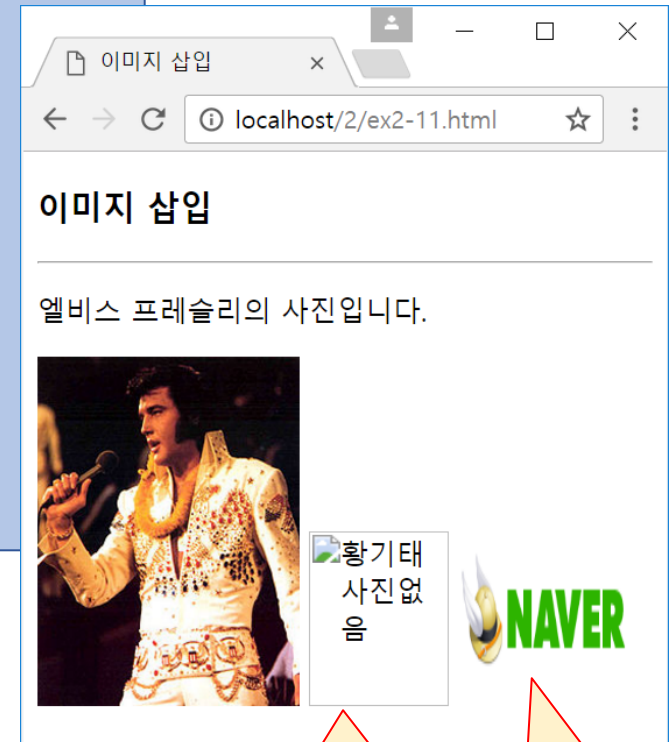 이미지 삽입
localhost/2/ex2-11.html
이미지 삽입
엘비스 프레슬리의 사진입니다.
황기태
사진없
음
NAVER